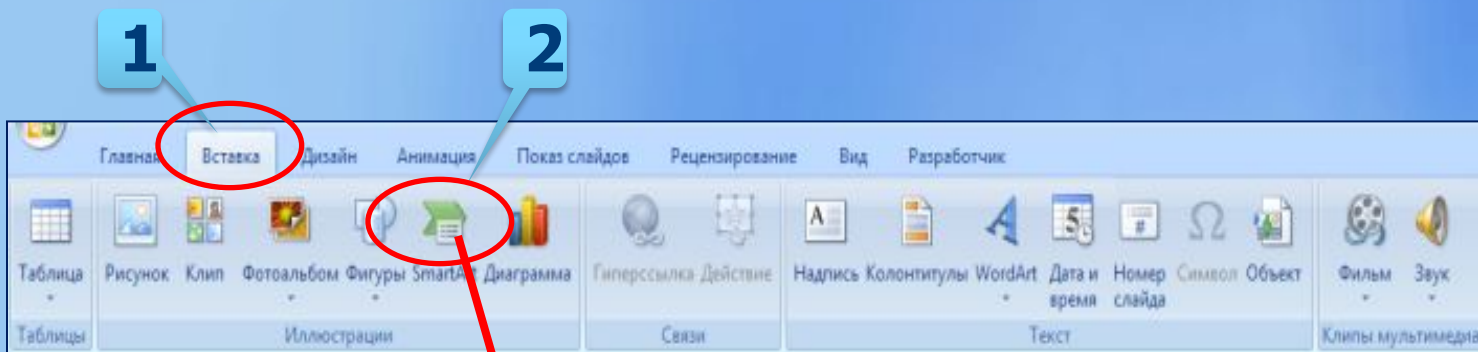 1 2
Главная Вставка Дизайн Анимация Показ слайдов Рецензирование Вид Разработчик
Таблица Рисунок Клип Фотоальбом Фигуры SmartArt Диаграмма Гиперссылка Действие Надпись Колонтитулы WordArt Дата и Номер Символ Объект Фильм Звук
время слайда
Таблицы Иллюстрации Связи Текст Клипы мультимедиа